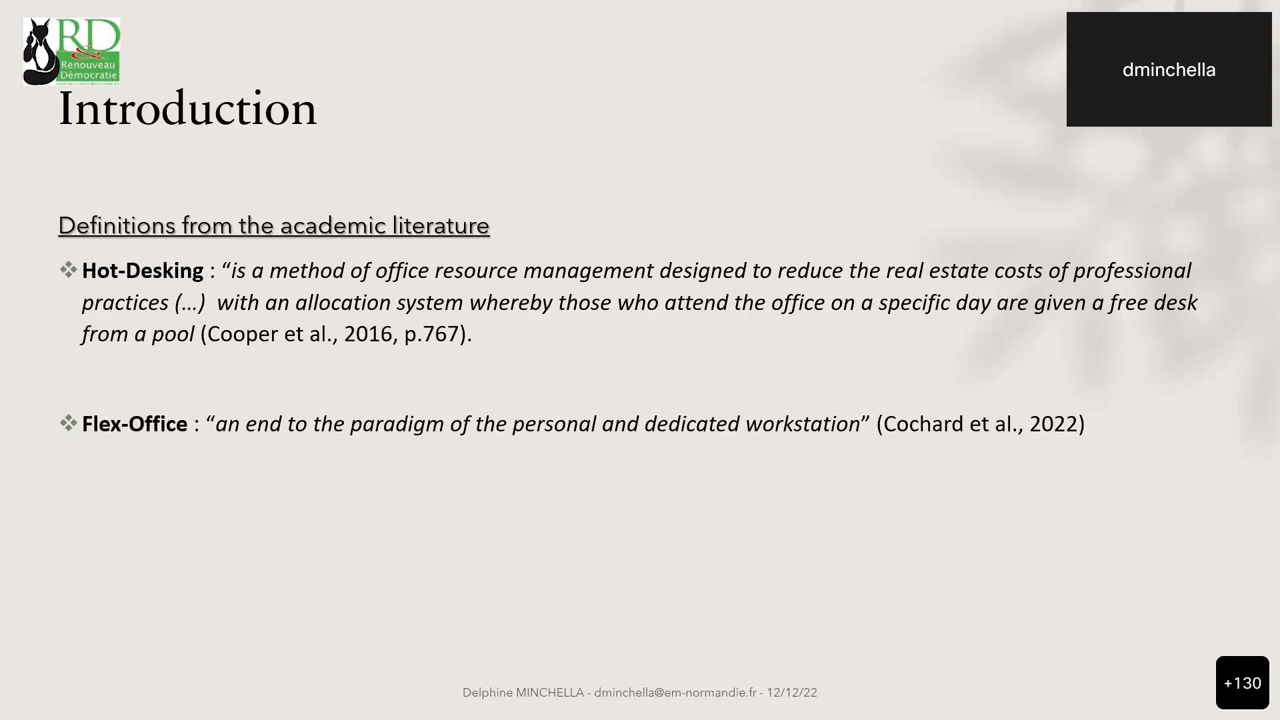 RD
Renouveau
Démocratie
dminchella
Introduction
Definitions from the academic literature
❖ Hot-Desking : “is a method of office resource management designed to reduce the real estate costs of professional
practices (…)  with an allocation system whereby those who attend the office on a specific day are given a free desk
from a pool (Cooper et al., 2016, p.767).
❖ Flex-Office : “an end to the paradigm of the personal and dedicated workstation” (Cochard et al., 2022)
Delphine MINCHELLA - dminchella@em-normandie.fr - 12/12/22
+130